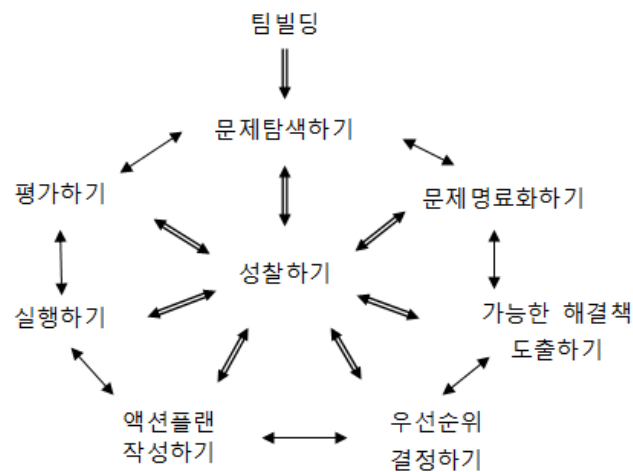 팀빌딩
문제탐색하기
평가하기
문제명료화하기
성찰하기
실행하기
가능한 해결책
도출하기
액션플랜
작성하기
우선순위
결정하기